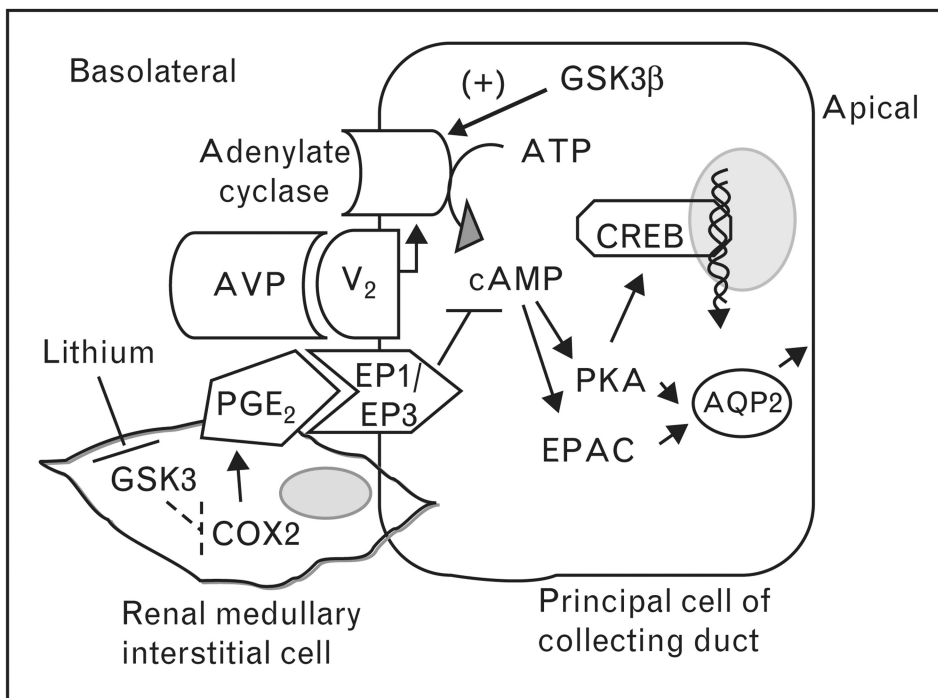 Basolateral
(+)
GSK3β
Apical
Adenylate
cyclase
ATP
CREB
AVP
V2
cAMP
Lithium
PGE2
EP1/
EP3
PKA
AQP2
EPAC
GSK3
COX2
Renal medullary
interstitial cell
Principal cell of
collecting duct